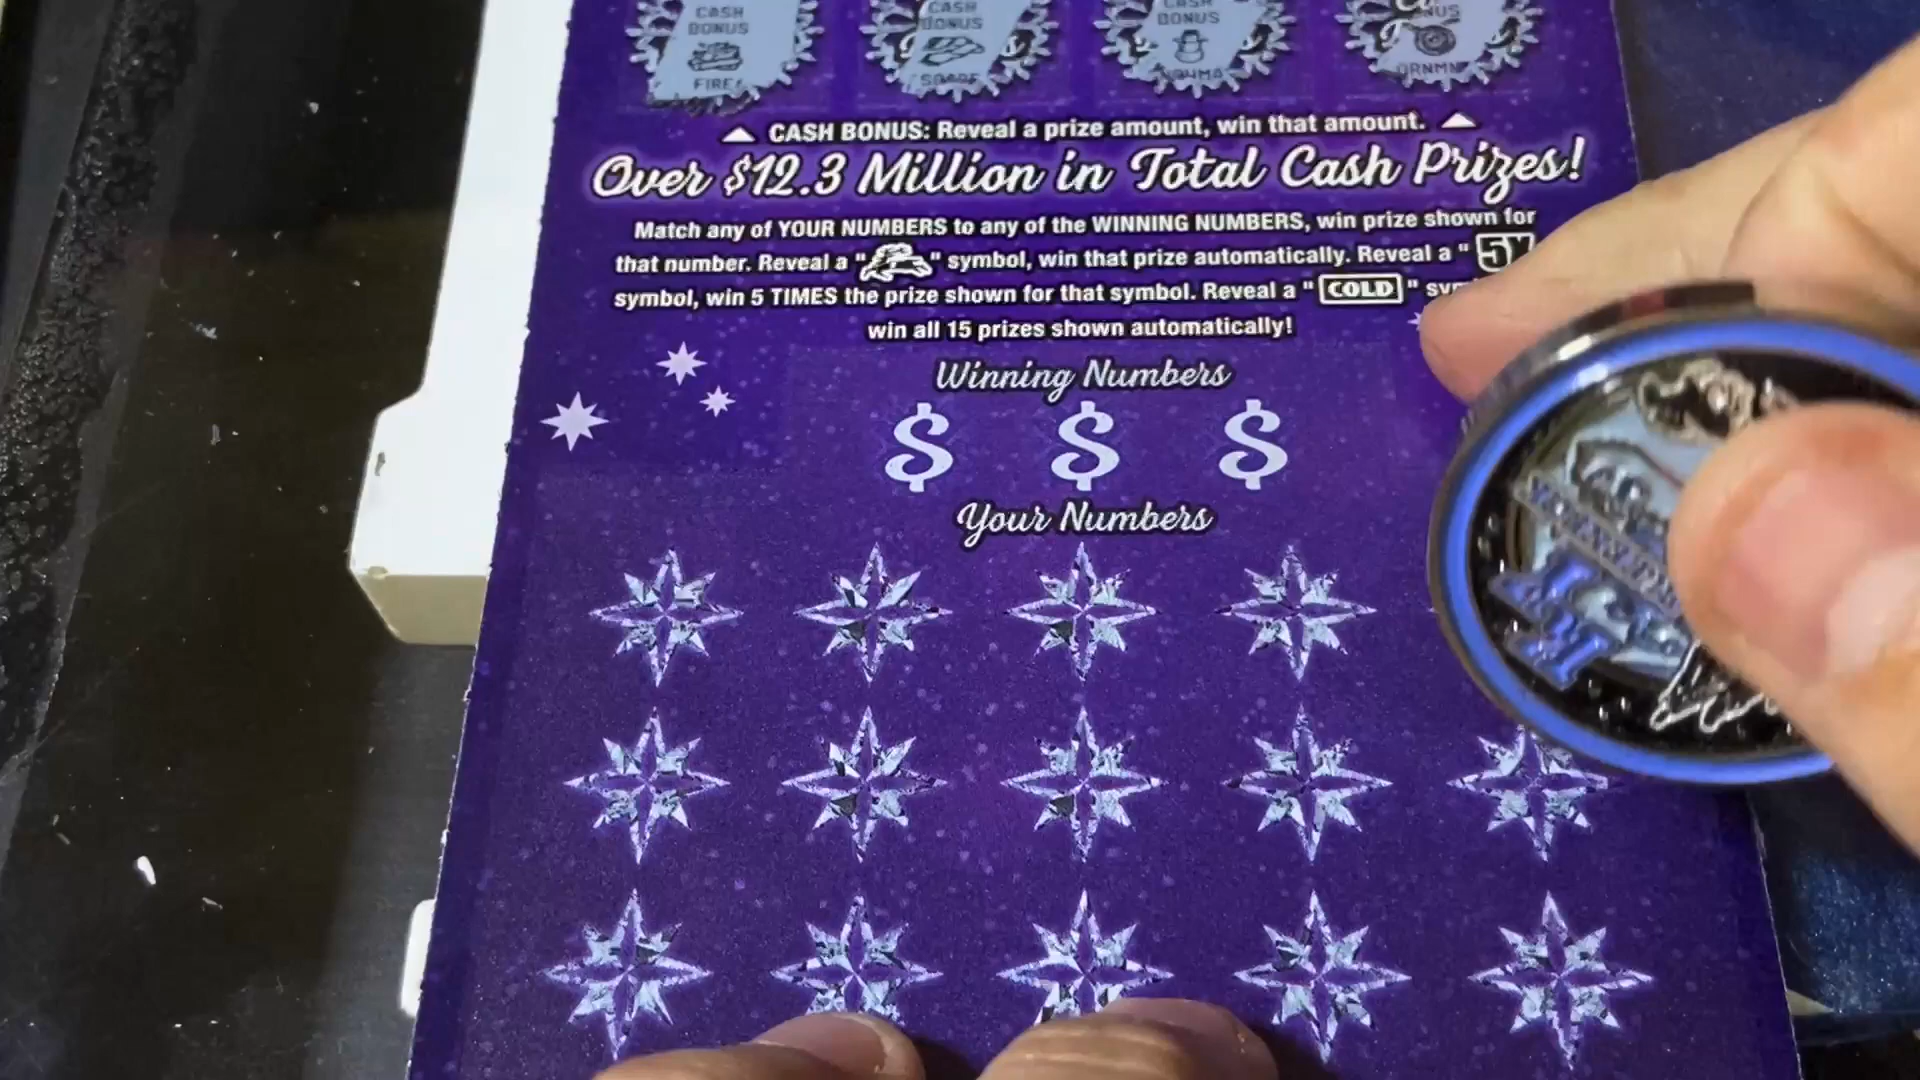 CASH CASH CASH
BONUS BONUS BONUS NUS
FIRE ORNMN
CASH BONUS: Reveal a prize amount, win that amount.
Over $12.3 Million in Total Cash Prizes!
Match any of YOUR NUMBERS to any of the WINNING NUMBERS, win prize shown for
that number. Reveal a " " symbol, win that prize automatically. Reveal a " 5X
symbol, win 5 TIMES the prize shown for that symbol. Reveal a " COLD "
win all 15 prizes shown automatically!
Winning Numbers
$ $ $
Your Numbers